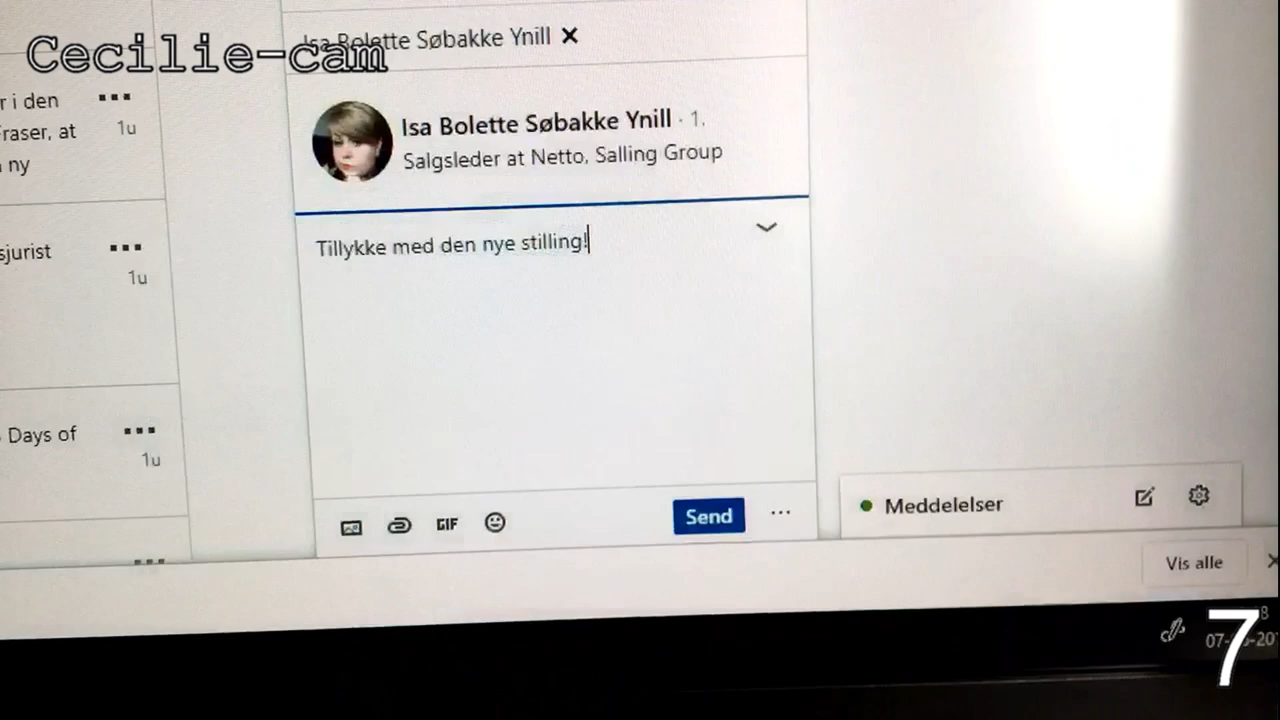 Cecilie-cam
Isa Bolette Søbakke Ynill ×
r i den
1u
Fraser, at
ny
Isa Bolette Søbakke Ynill · 1.
Salgsleder at Netto, Salling Group
Tillykke med den nye stilling!
sjurist
1u
Days of
1u
GIF
Send
Meddelelser
Vis alle
7